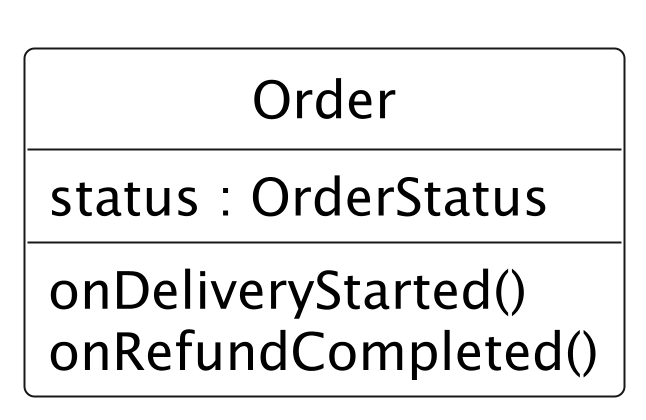 Order
status : OrderStatus
onDeliveryStarted()
onRefundCompleted()